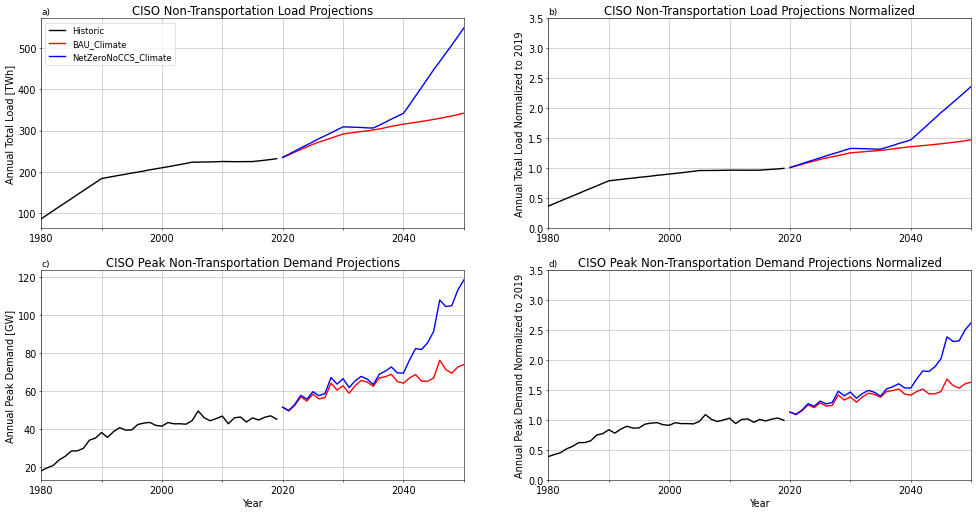 a)
CISO Non-Transportation Load Projections
Historic
BAU_Climate
NetZeroNoCCS_Climate
Annual Total Load [TWh]
500
400
300
200
100
1980
2000
2020
2040
b)
CISO Non-Transportation Load Projections Normalized
Annual Total Load Normalized to 2019
3.5
3.0
2.5
2.0
1.5
1.0
0.5
0.0
1980
2000
2020
2040
c)
CISO Peak Non-Transportation Demand Projections
Annual Peak Demand [GW]
120
100
80
60
40
20
1980
2000
2020
2040
Year
d)
CISO Peak Non-Transportation Demand Projections Normalized
Annual Peak Demand Normalized to 2019
3.5
3.0
2.5
2.0
1.5
1.0
0.5
0.0
1980
2000
2020
2040
Year